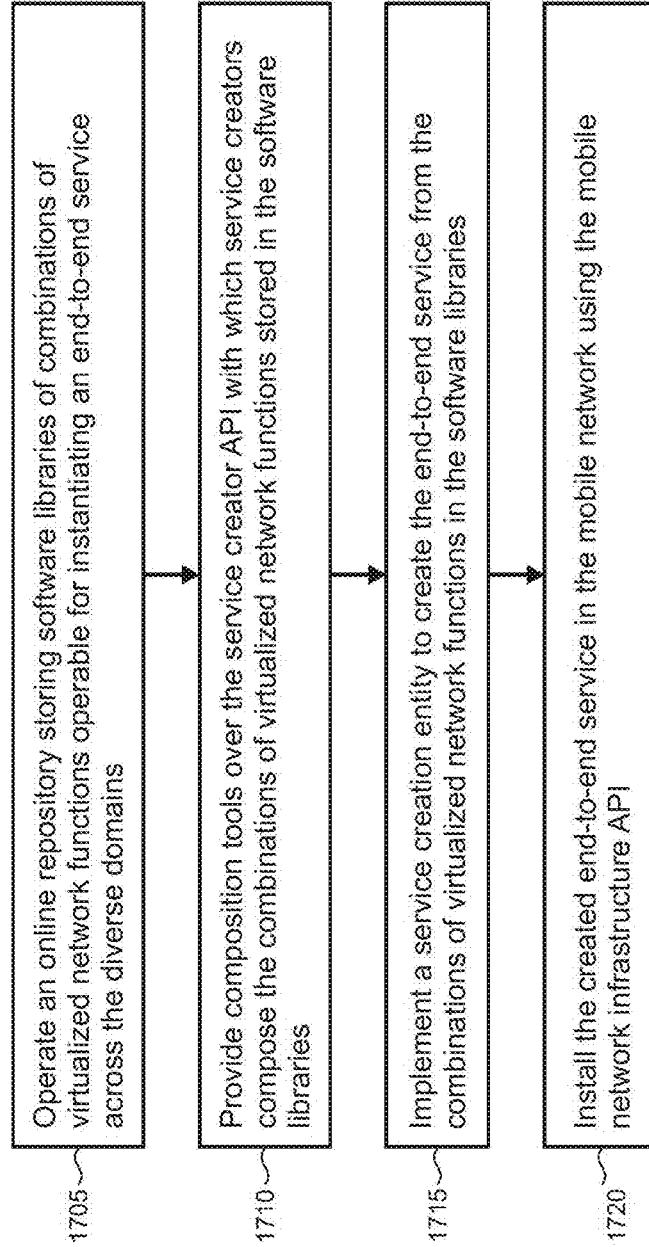 1705
Operate an online repository storing software libraries of combinations of
virtualized network functions operable for instantiating an end-to-end service
across the diverse domains
1710
Provide composition tools over the service creator API with which service creators
compose the combinations of virtualized network functions stored in the software
libraries
1715
Implement a service creation entity to create the end-to-end service from the
combinations of virtualized network functions in the software libraries
1720
Install the created end-to-end service in the mobile network using the mobile
network infrastructure API